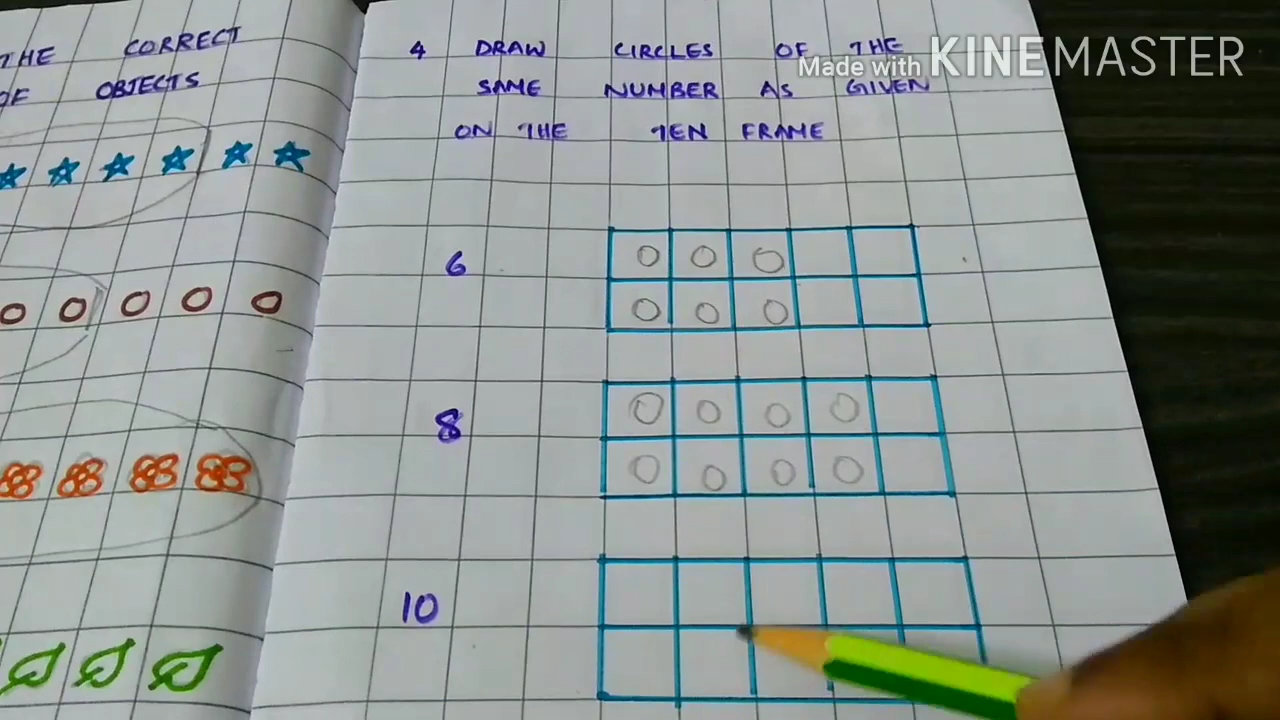 THE CORRECT
OF OBJECTS
4 DRAW CIRCLES OF THE
SAME NUMBER AS GIVEN
ON THE TEN FRAME
6
8
10
Made with KINEMASTER